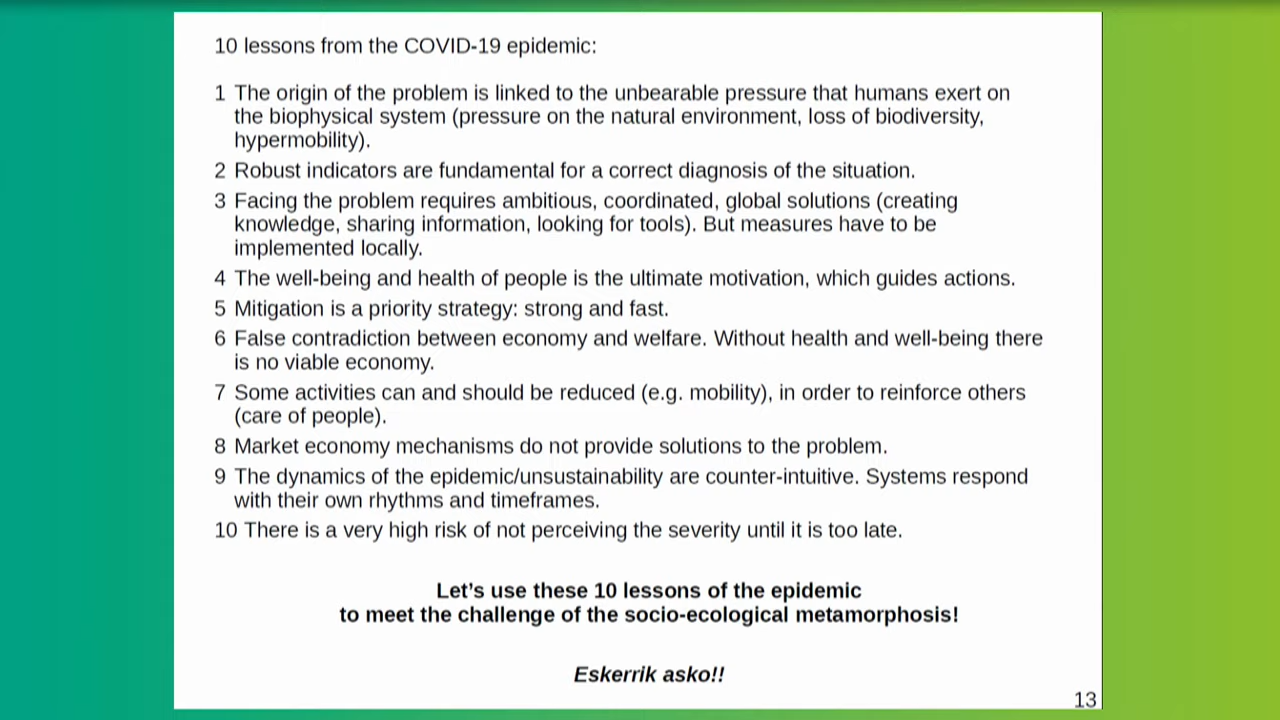 10 lessons from the COVID-19 epidemic:
1 The origin of the problem is linked to the unbearable pressure that humans exert on
the biophysical system (pressure on the natural environment, loss of biodiversity,
hypermobility).
2 Robust indicators are fundamental for a correct diagnosis of the situation.
3 Facing the problem requires ambitious, coordinated, global solutions (creating
knowledge, sharing information, looking for tools). But measures have to be
implemented locally.
4 The well-being and health of people is the ultimate motivation, which guides actions.
5 Mitigation is a priority strategy: strong and fast.
6 False contradiction between economy and welfare. Without health and well-being there
is no viable economy.
7 Some activities can and should be reduced (e.g. mobility), in order to reinforce others
(care of people).
8 Market economy mechanisms do not provide solutions to the problem.
9 The dynamics of the epidemic/unsustainability are counter-intuitive. Systems respond
with their own rhythms and timeframes.
10 There is a very high risk of not perceiving the severity until it is too late.
Let's use these 10 lessons of the epidemic
to meet the challenge of the socio-ecological metamorphosis!
Eskerrik asko!!
13